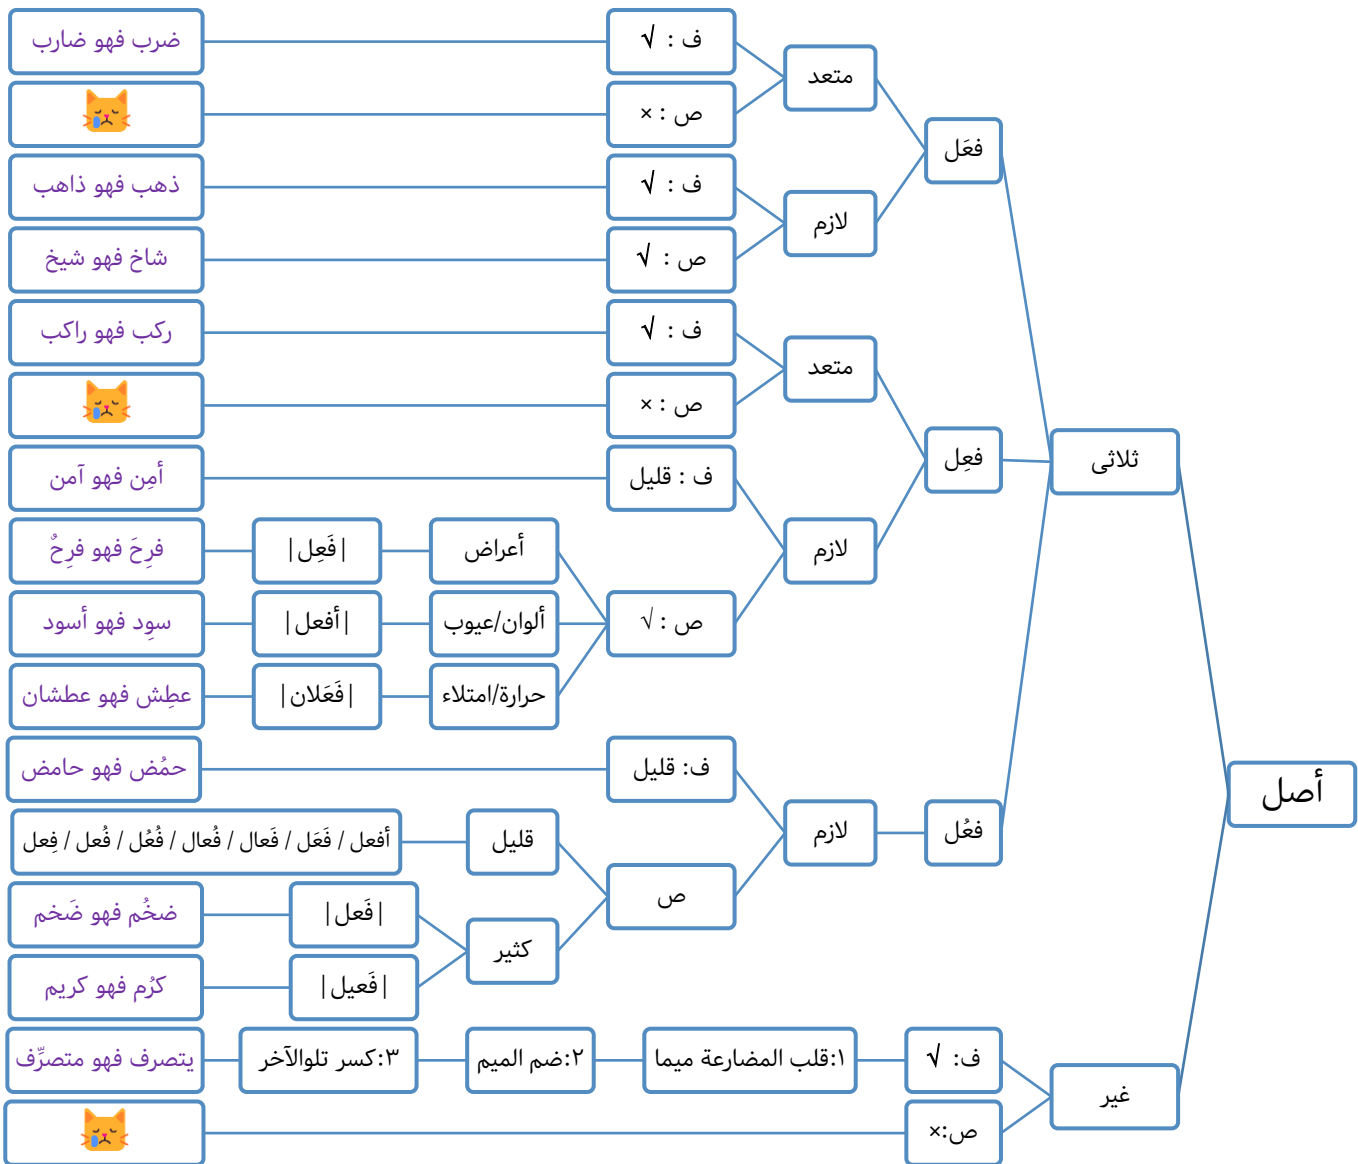 ضرب فهو ضارب
ف : √
متعد
ص : ×
فعَل
ذهب فهو ذاهب
ف : √
لازم
شاخ فهو شيخ
ص : √
ركب فهو راكب
ف : √
متعد
ص : ×
فعِل
ثلاثى
أمِن فهو آمن
ف : قليل
لازم
أعراض
|فَعِل|
فرِحَ فهو فرِحٌ
ص : √
ألوان/عيوب
|أفعل|
سوِد فهو أسود
حرارة/امتلاء
|فَعَلان|
عطِش فهو عطشان
ف: قليل
حمُض فهو حامض
أصل
فعُل
لازم
قليل
أفعل / فَعَل / فَعال / فُعال / فُعُل / فُعل / فِعل
ص
|فَعل|
ضخُم فهو ضَخم
كثير
|فَعيل|
كرُم فهو كريم
غير
ف: √
١:قلب المضارعة ميما
٢:ضم الميم
٣:كسر تلوالآخر
يتصرف فهو متصرِّف
ص:×